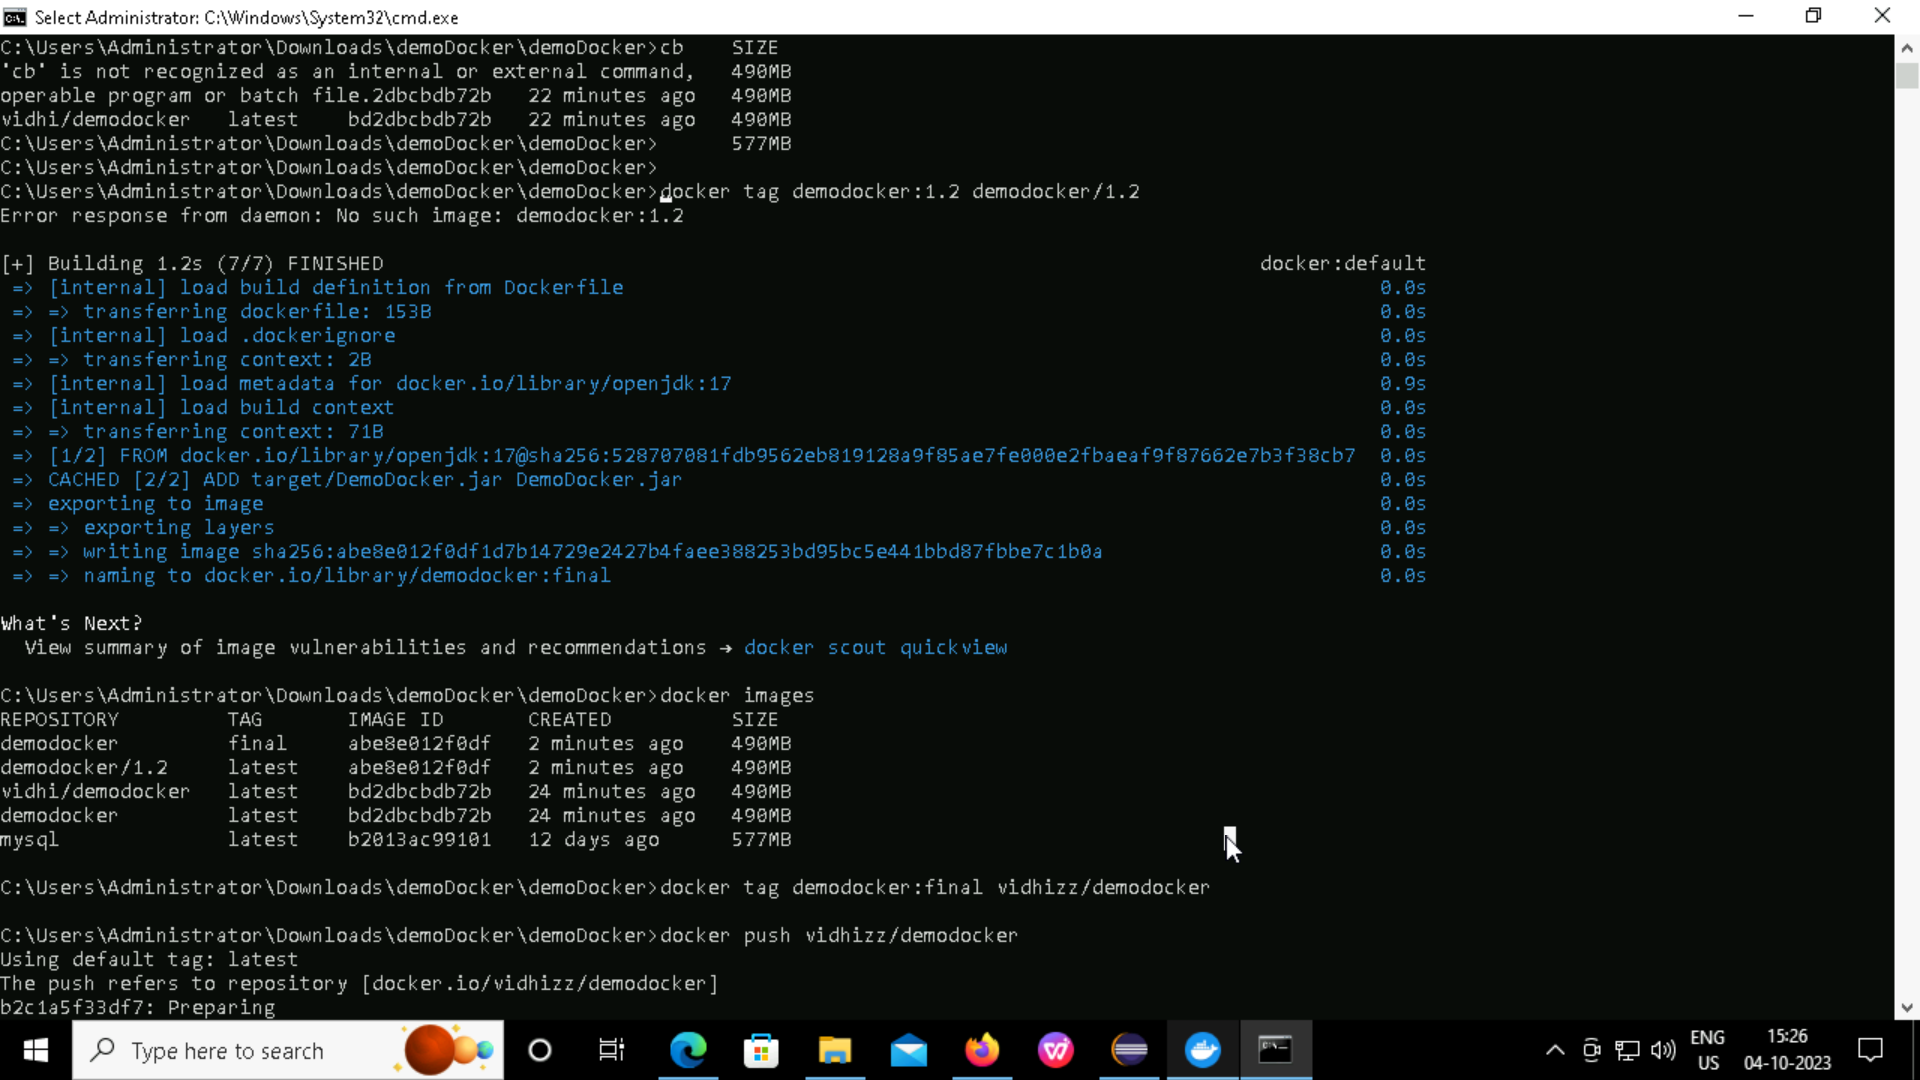 Select Administrator: C:\Windows\System32\cmd.exe
C:\Users\Administrator\Downloads\demoDocker\demoDocker>cb    SIZE
'cb' is not recognized as an internal or external command,   490MB
operable program or batch file.2dbcbdb72b   22 minutes ago   490MB
vidhi/demodocker   latest    bd2dbcbdb72b   22 minutes ago   490MB
C:\Users\Administrator\Downloads\demoDocker\demoDocker>      577MB
C:\Users\Administrator\Downloads\demoDocker\demoDocker>
C:\Users\Administrator\Downloads\demoDocker\demoDocker>docker tag demodocker:1.2 demodocker/1.2
Error response from daemon: No such image: demodocker:1.2
[+] Building 1.2s (7/7) FINISHED docker:default
=> [internal] load build definition from Dockerfile 0.0s
=> => transferring dockerfile: 153B 0.0s
=> [internal] load .dockerignore 0.0s
=> => transferring context: 2B 0.0s
=> [internal] load metadata for docker.io/library/openjdk:17 0.9s
=> [internal] load build context 0.0s
=> => transferring context: 71B 0.0s
=> [1/2] FROM docker.io/library/openjdk:17@sha256:528707081fdb9562eb819128a9f85ae7fe000e2fbaeaf9f87662e7b3f38cb7 0.0s
=> CACHED [2/2] ADD target/DemoDocker.jar DemoDocker.jar 0.0s
=> exporting to image 0.0s
=> => exporting layers 0.0s
=> => writing image sha256:abe8e012f0df1d7b14729e2427b4faee388253bd95bc5e441bbd87fbbe7c1b0a 0.0s
=> => naming to docker.io/library/demodocker:final 0.0s
What's Next?
View summary of image vulnerabilities and recommendations → docker scout quickview
C:\Users\Administrator\Downloads\demoDocker\demoDocker>docker images
REPOSITORY         TAG       IMAGE ID       CREATED          SIZE
demodocker         final     abe8e012f0df   2 minutes ago    490MB
demodocker/1.2     latest    abe8e012f0df   2 minutes ago    490MB
vidhi/demodocker   latest    bd2dbcbdb72b   24 minutes ago   490MB
demodocker         latest    bd2dbcbdb72b   24 minutes ago   490MB
mysql              latest    b2013ac99101   12 days ago      577MB
C:\Users\Administrator\Downloads\demoDocker\demoDocker>docker tag demodocker:final vidhizz/demodocker
C:\Users\Administrator\Downloads\demoDocker\demoDocker>docker push vidhizz/demodocker
Using default tag: latest
The push refers to repository [docker.io/vidhizz/demodocker]
b2c1a5f33df7: Preparing
Type here to search
ENG
US
15:26
04-10-2023